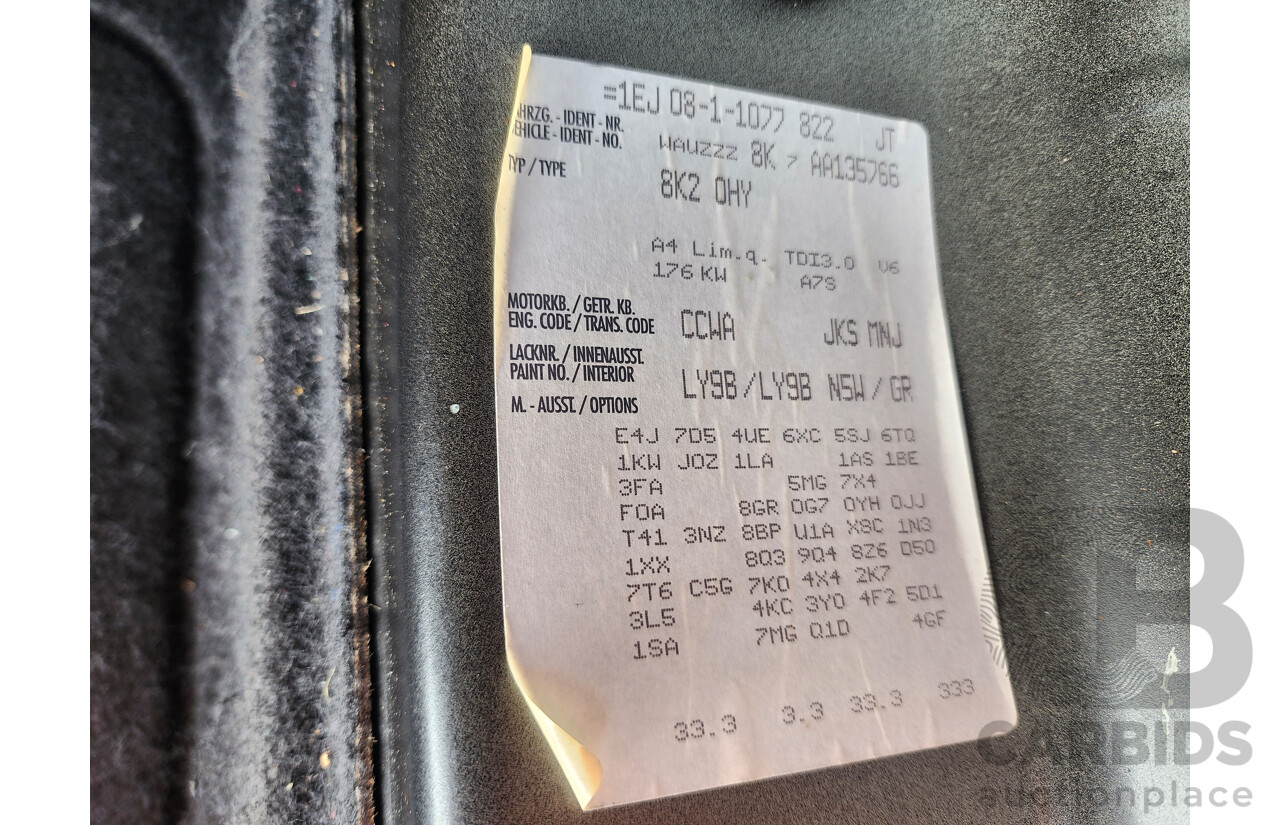 =1EJ 08-1-1077 822 JT
HRZG. - IDENT - NR.
EHICLE - IDENT - NO. WAUZZZ 8K 7 AA135766
TYP / TYPE 8K2 0HY
A4 Lim.q. TDI3.0 V6
176 KW A7S
MOTORKB. / GETR. KB.
ENG. CODE / TRANS. CODE CCWA JKS MNJ
LACKNR. / INNENAUSST.
PAINT NO. / INTERIOR LY9B / LY9B N5W / GR
M. - AUSST. / OPTIONS
E4J 7D5 4UE 6XC 5SJ 6TQ
1KW J0Z 1LA 1AS 1BE
3FA 5MG 7X4
F0A 8GR 0G7 0YH 0JJ
T41 3NZ 8BP U1A X8C 1N3
1XX 8Q3 9Q4 8Z6 D50
7T6 C5G 7K0 4X4 2K7
3L5 4KC 3Y0 4F2 5D1
1SA 7MG Q1D 4GF
33.3 3.3 33.3 333
CARBIDS
auctionplace